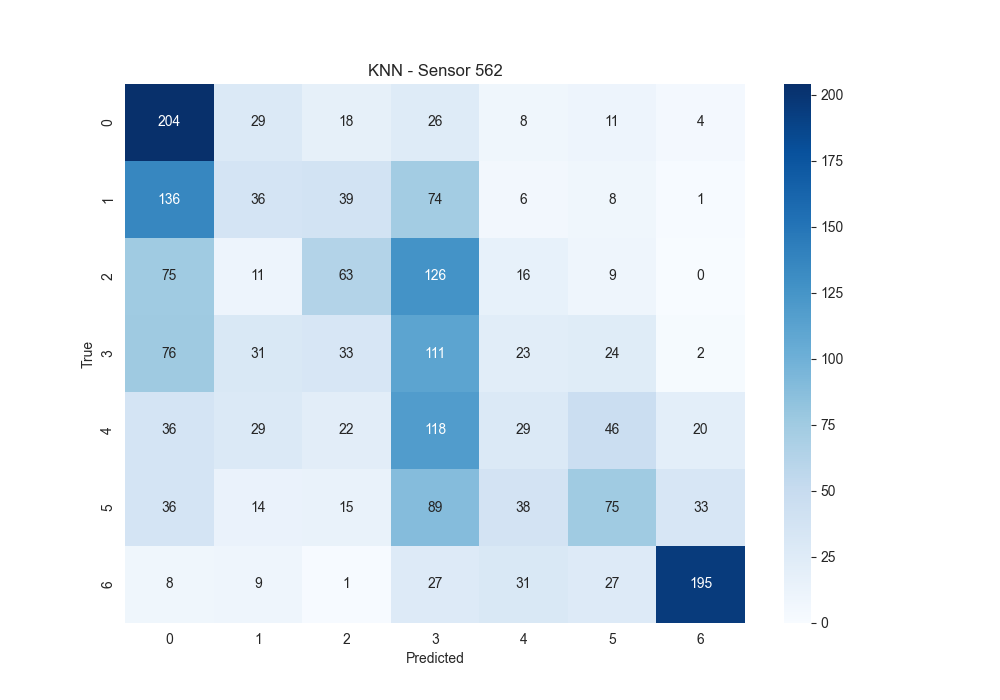 KNN - Sensor 562
0 204 29 18 26 8 11 4
1 136 36 39 74 6 8 1
2 75 11 63 126 16 9 0
3 76 31 33 111 23 24 2
4 36 29 22 118 29 46 20
5 36 14 15 89 38 75 33
6 8 9 1 27 31 27 195
0 1 2 3 4 5 6
Predicted
True
200
175
150
125
100
75
50
25
0